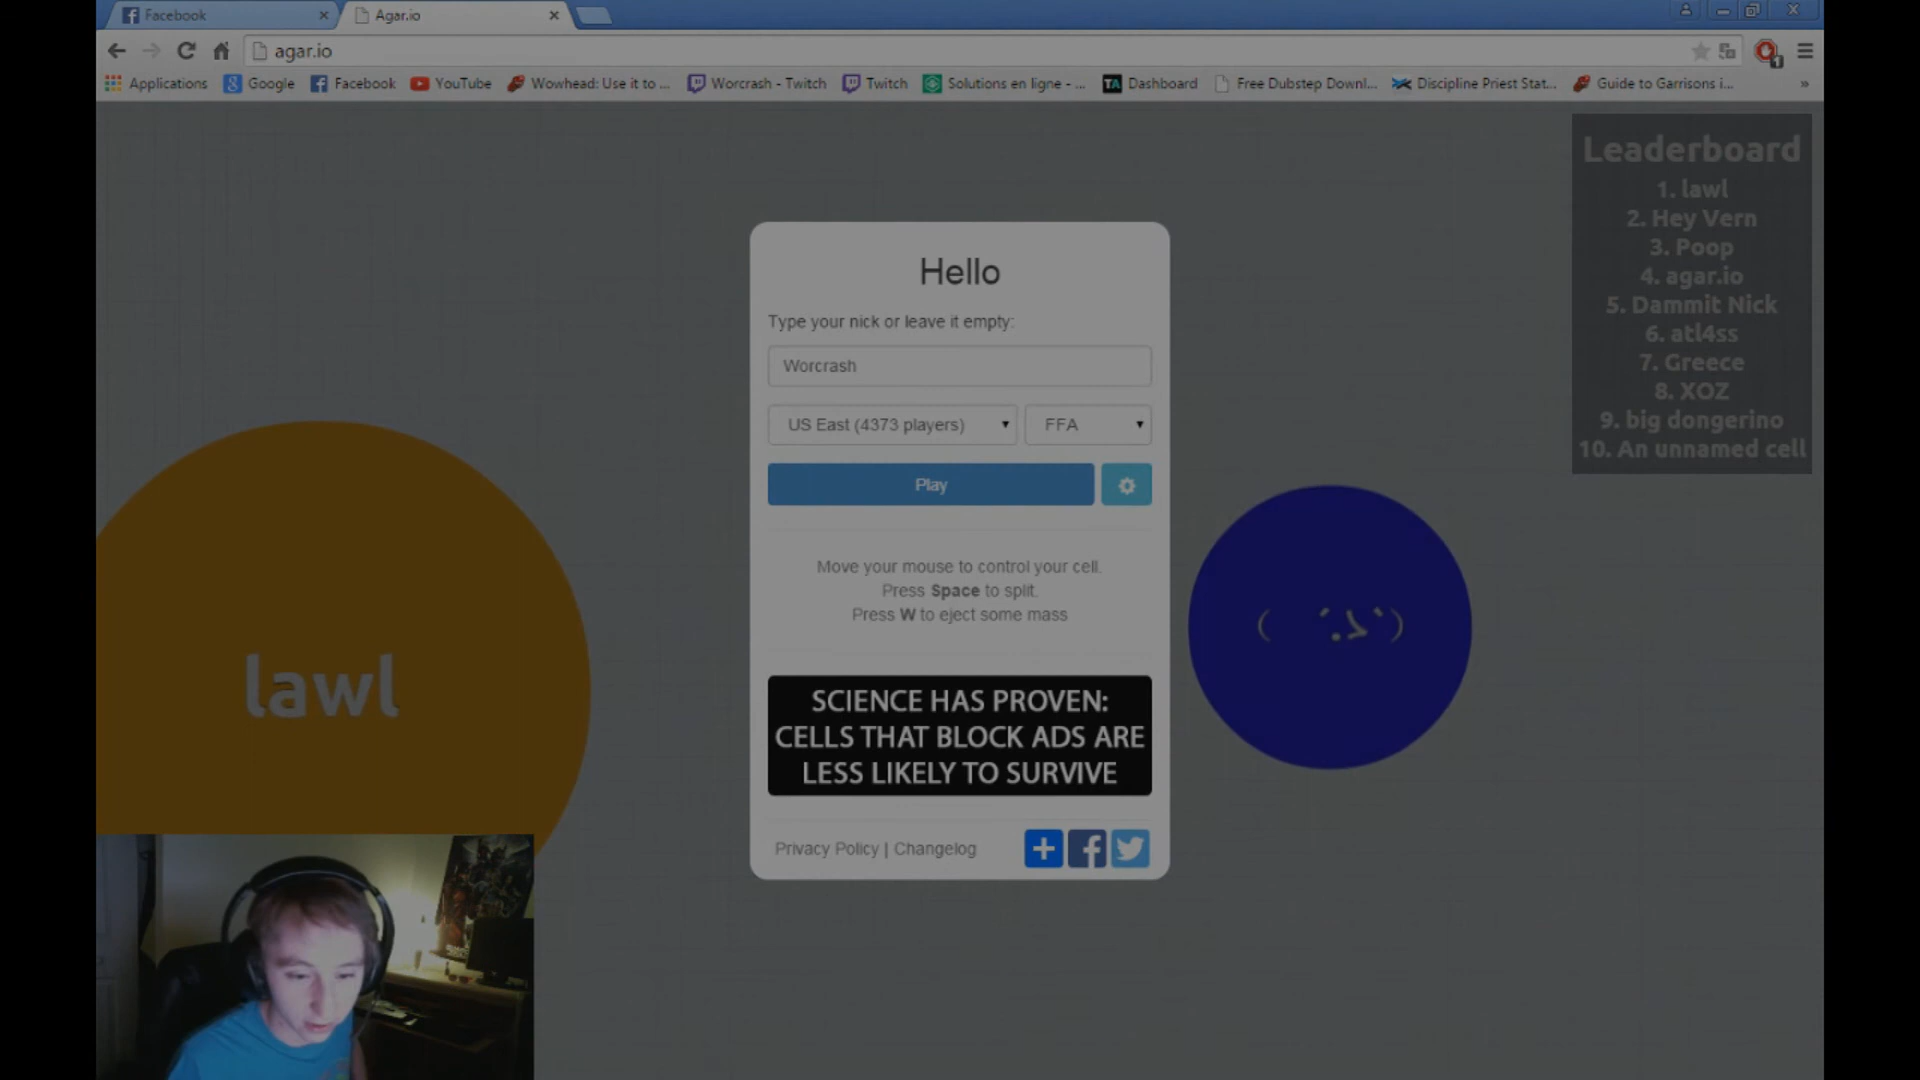 Facebook
Agar.io
agar.io
Applications Google Facebook YouTube Wowhead: Use it to ... Worcrash - Twitch Twitch Solutions en ligne - ... TA Dashboard Free Dubstep Downl... Discipline Priest Stat... Guide to Garrisons i... »
1
Leaderboard
1. lawl
2. Hey Vern
3. Poop
4. agar.io
5. Dammit Nick
6. atl4ss
7. Greece
8. XOZ
9. big dongerino
10. An unnamed cell
Hello
Type your nick or leave it empty:
Worcrash
US East (4373 players) FFA
Play
Move your mouse to control your cell.
Press Space to split.
Press W to eject some mass
lawl
SCIENCE HAS PROVEN:
CELLS THAT BLOCK ADS ARE
LESS LIKELY TO SURVIVE
Privacy Policy | Changelog